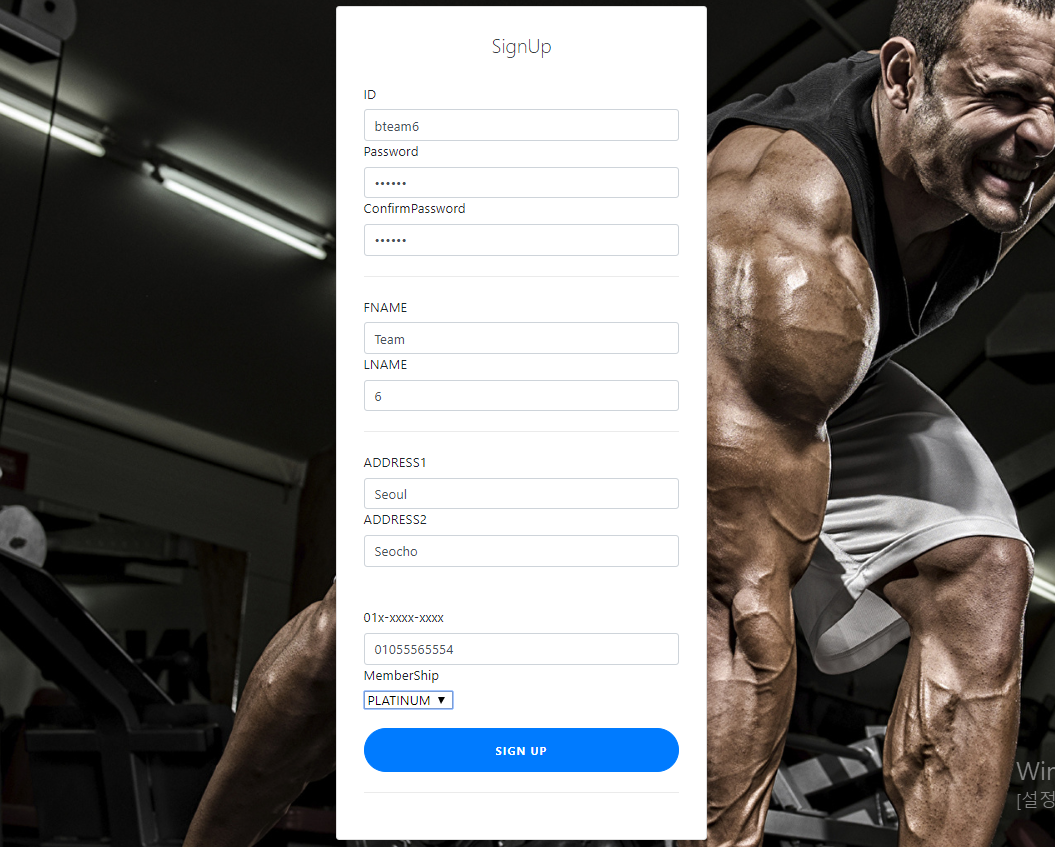 SignUp
ID
bteam6
Password
••••••
ConfirmPassword
••••••
FNAME
Team
LNAME
6
ADDRESS1
Seoul
ADDRESS2
Seocho
01x-xxxx-xxxx
01055565554
MemberShip
PLATINUM ▼
SIGN UP
Win
[설정